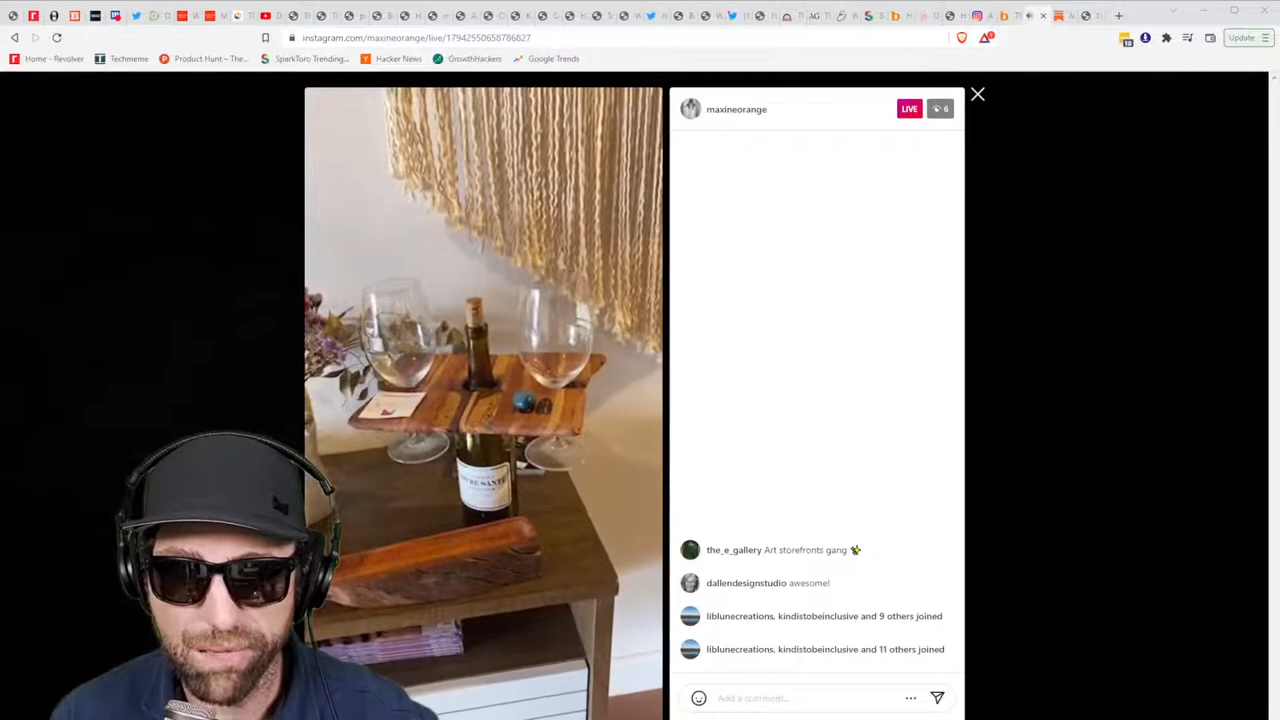 Update
instagram.com/maxineorange/live/17942550658786827
Home - Revolver
Techmeme
Product Hunt – The...
SparkToro Trending...
Hacker News
GrowthHackers
Google Trends
maxineorange
LIVE
6
the_e_gallery Art storefronts gang
dallendesignstudio awesome!
liblunecreations, kindistobeinclusive and 9 others joined
liblunecreations, kindistobeinclusive and 11 others joined
Add a comment...